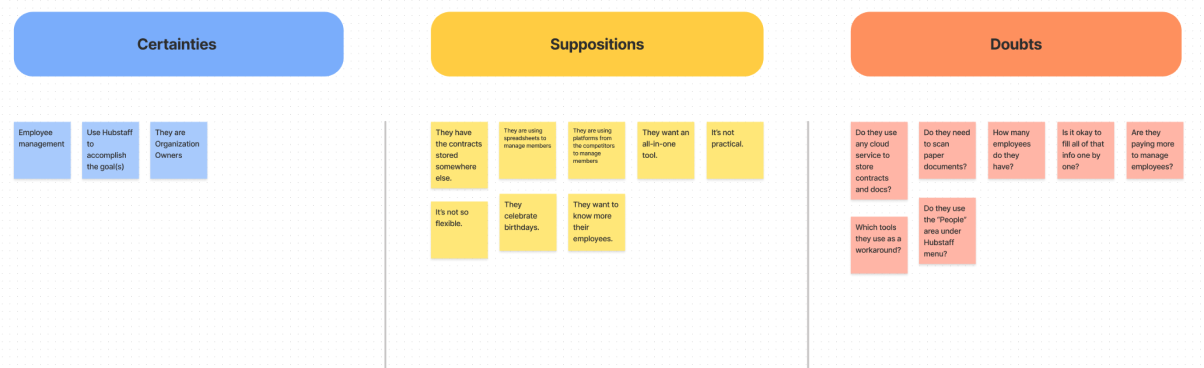 Certainties
Employee
management
Use Hubstaff
to
accomplish
the goal(s)
They are
Organization
Owners
Suppositions
They have
the contracts
stored
somewhere
else.
They are using
spreadsheets to
manage members
They are using
platforms from
the competitors
to manage
members
They want an
all-in-one
tool.
It's not
practical.
It's not so
flexible.
They
celebrate
birthdays.
They want to
know more
their
employees.
Doubts
Do they use
any cloud
service to
store
contracts
and docs?
Do they need
to scan
paper
documents?
How many
employees
do they
have?
Is it okay to
fill all of that
info one by
one?
Are they
paying more
to manage
employees?
Which tools
they use as a
workaround?
Do they use
the "People"
area under
Hubstaff
menu?